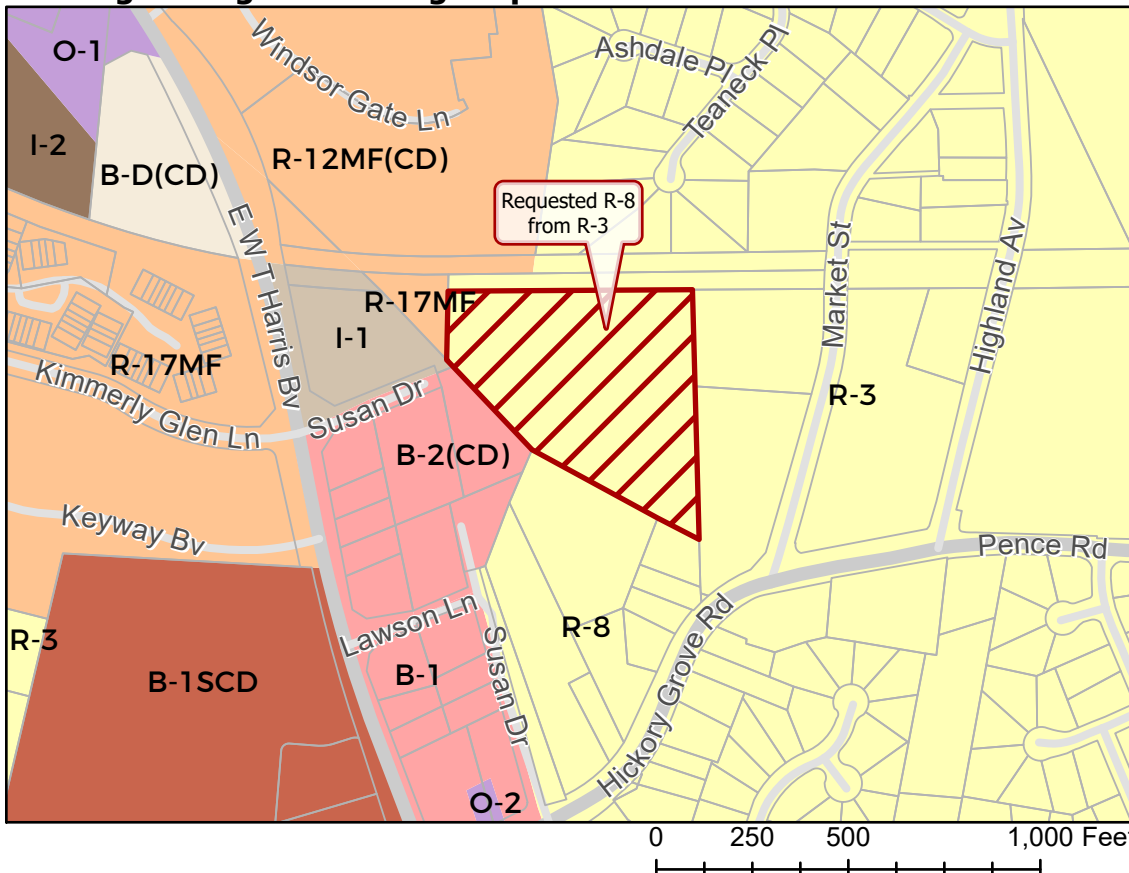 O-1
Windsor Gate Ln
Ashdale Pl
Teaneck Pl
I-2
B-D(CD)
R-12MF(CD)
Requested R-8
from R-3
E W T Harris Bv
Market St
Highland Av
R-17MF
I-1
R-17MF
Kimmerly Glen Ln
Susan Dr
R-3
B-2(CD)
Keyway Bv
Pence Rd
Lawson Ln
R-8
R-3
B-1SCD
B-1
Susan Dr
Hickory Grove Rd
O-2
0 250 500 1,000 Feet